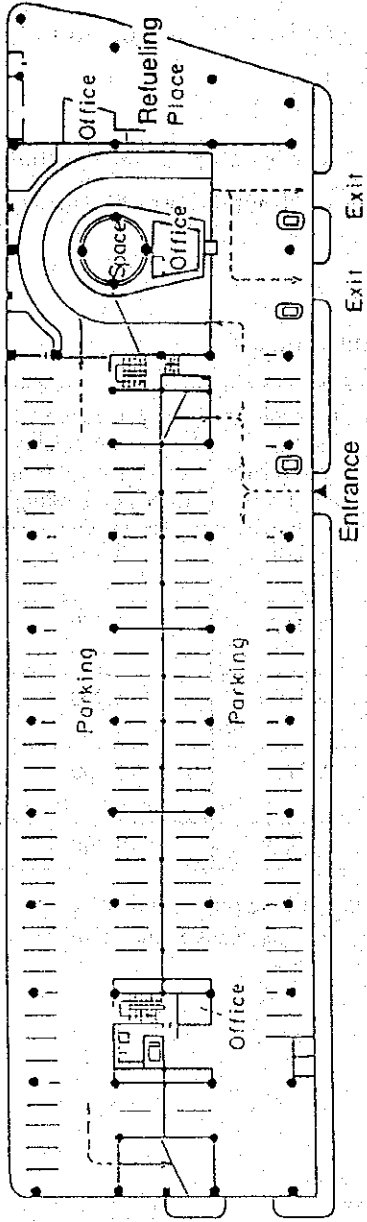 Office
Refueling
Place
Space
Office
Parking
Parking
Office
Entrance
Exit
Exit